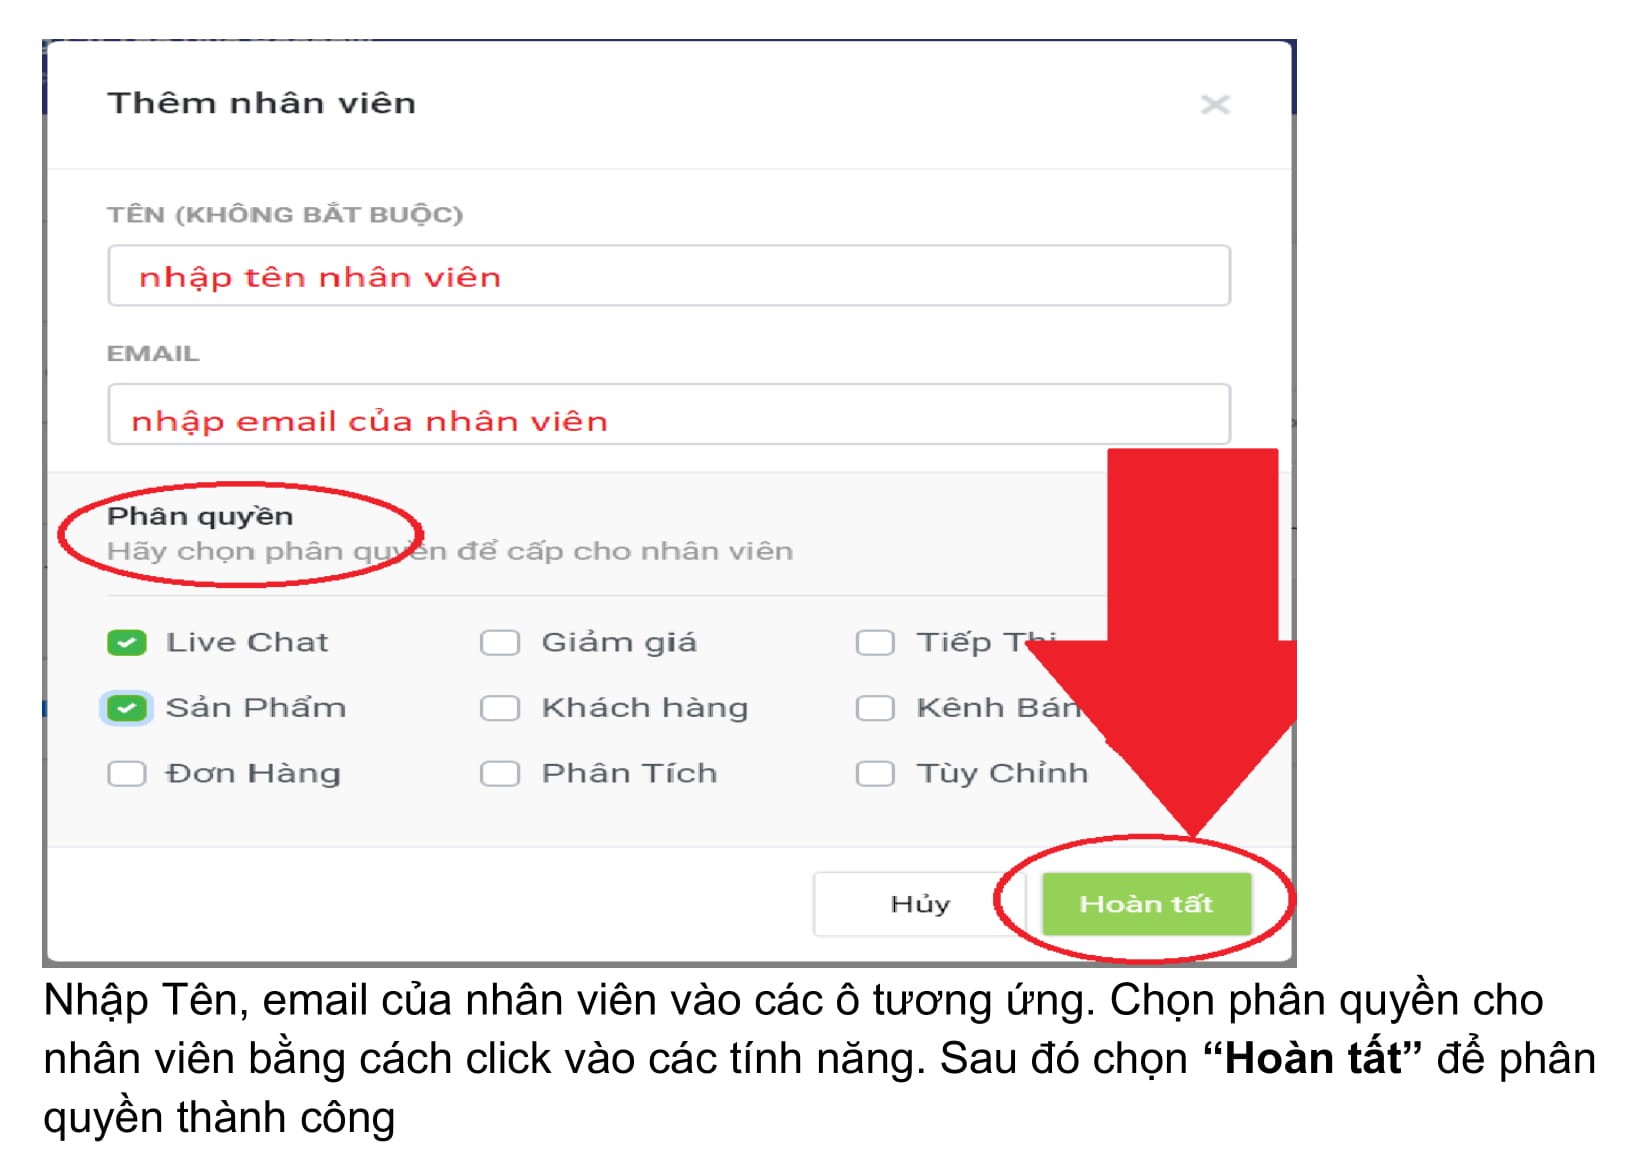 Thêm nhân viên
TÊN (KHÔNG BẮT BUỘC)
nhập tên nhân viên
EMAIL
nhập email của nhân viên
Phân quyền
Hãy chọn phân quyền để cấp cho nhân viên
Live Chat Giảm giá Tiếp Thị
Sản Phẩm Khách hàng Kênh Bán
Đơn Hàng Phân Tích Tùy Chỉnh
Hủy Hoàn tất
Nhập Tên, email của nhân viên vào các ô tương ứng. Chọn phân quyền cho
nhân viên bằng cách click vào các tính năng. Sau đó chọn “Hoàn tất” để phân
quyền thành công